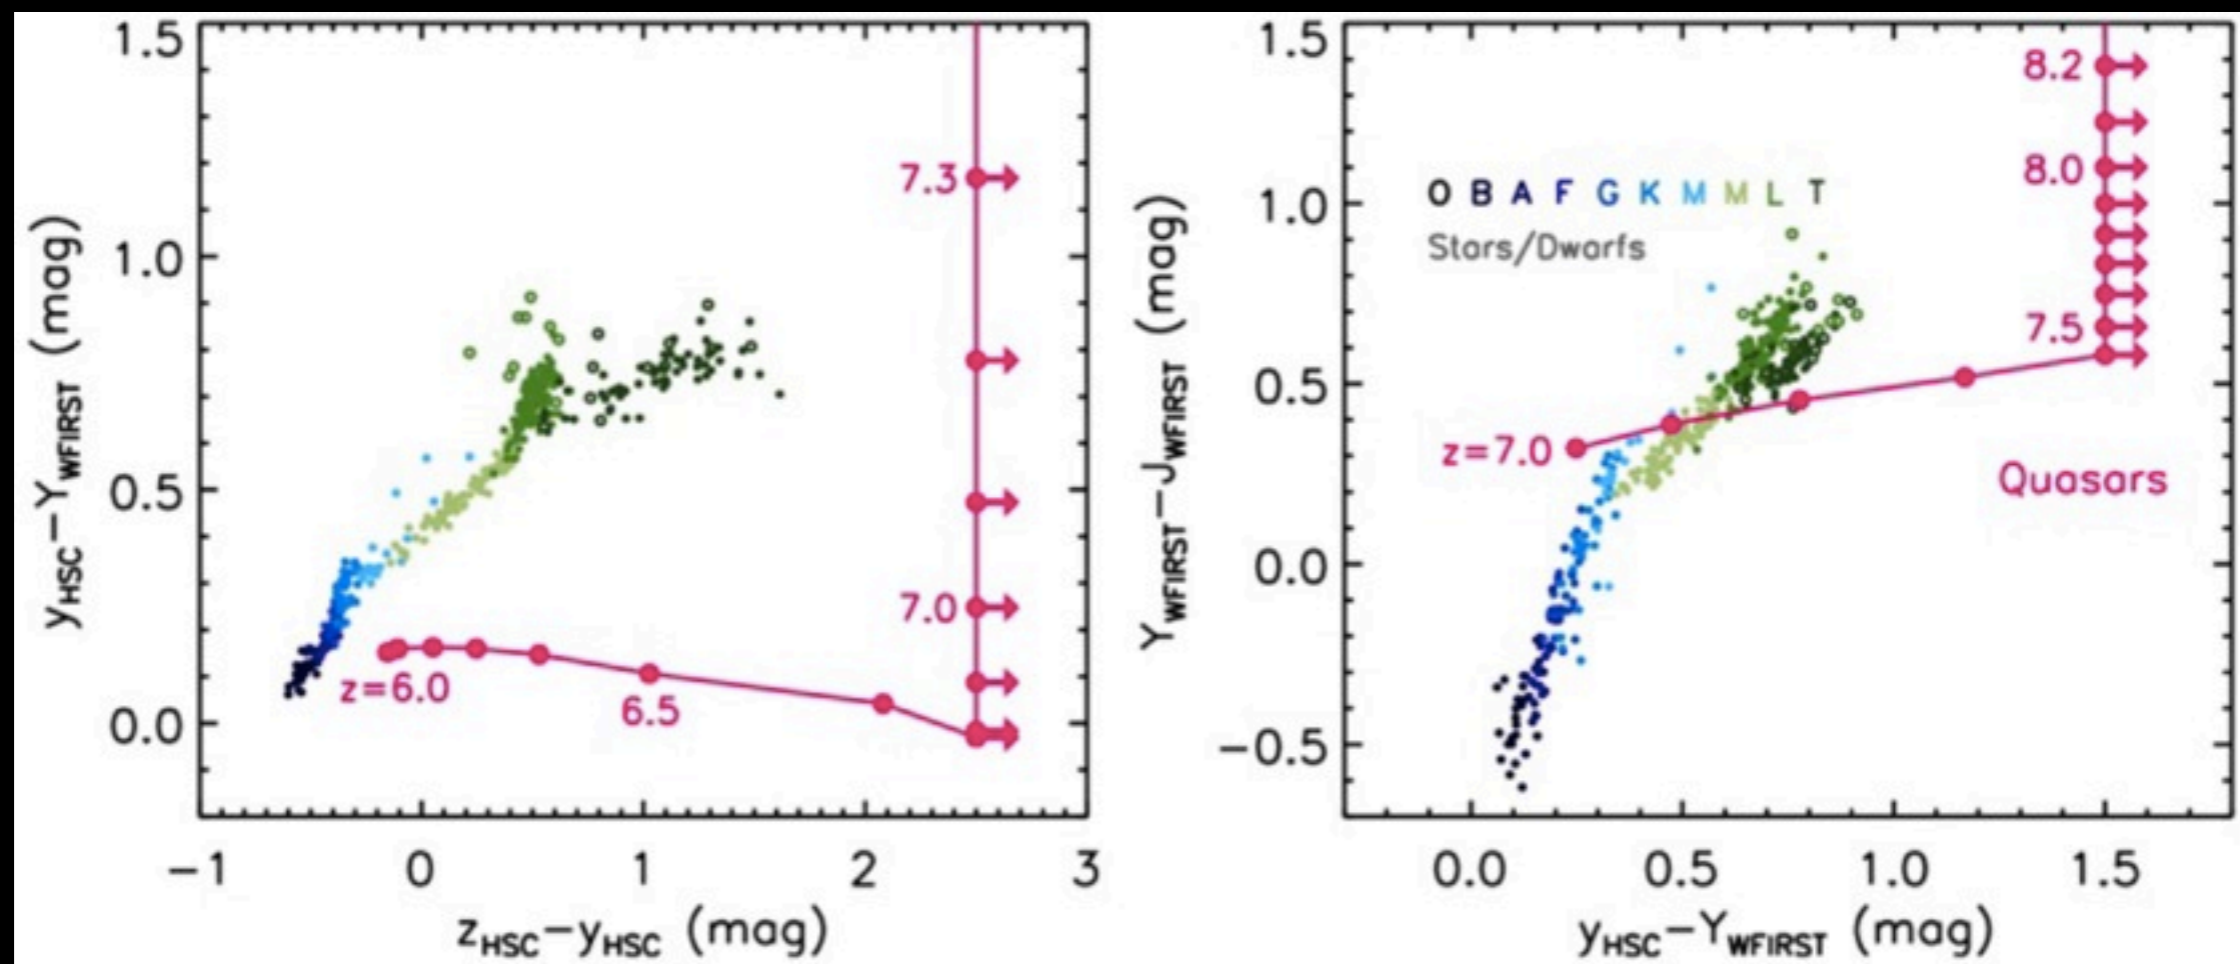 1.5
1.0
0.5
0.0
yHSC−YWFIRST (mag)
7.3
7.0
z=6.0
6.5
−1 0 1 2 3
zHSC−yHSC (mag)
1.5
1.0
0.5
0.0
−0.5
YWFIRST−JWFIRST (mag)
8.2
8.0
7.5
O B A F G K M M L T
Stars/Dwarfs
z=7.0
Quasars
0.0 0.5 1.0 1.5
yHSC−YWFIRST (mag)